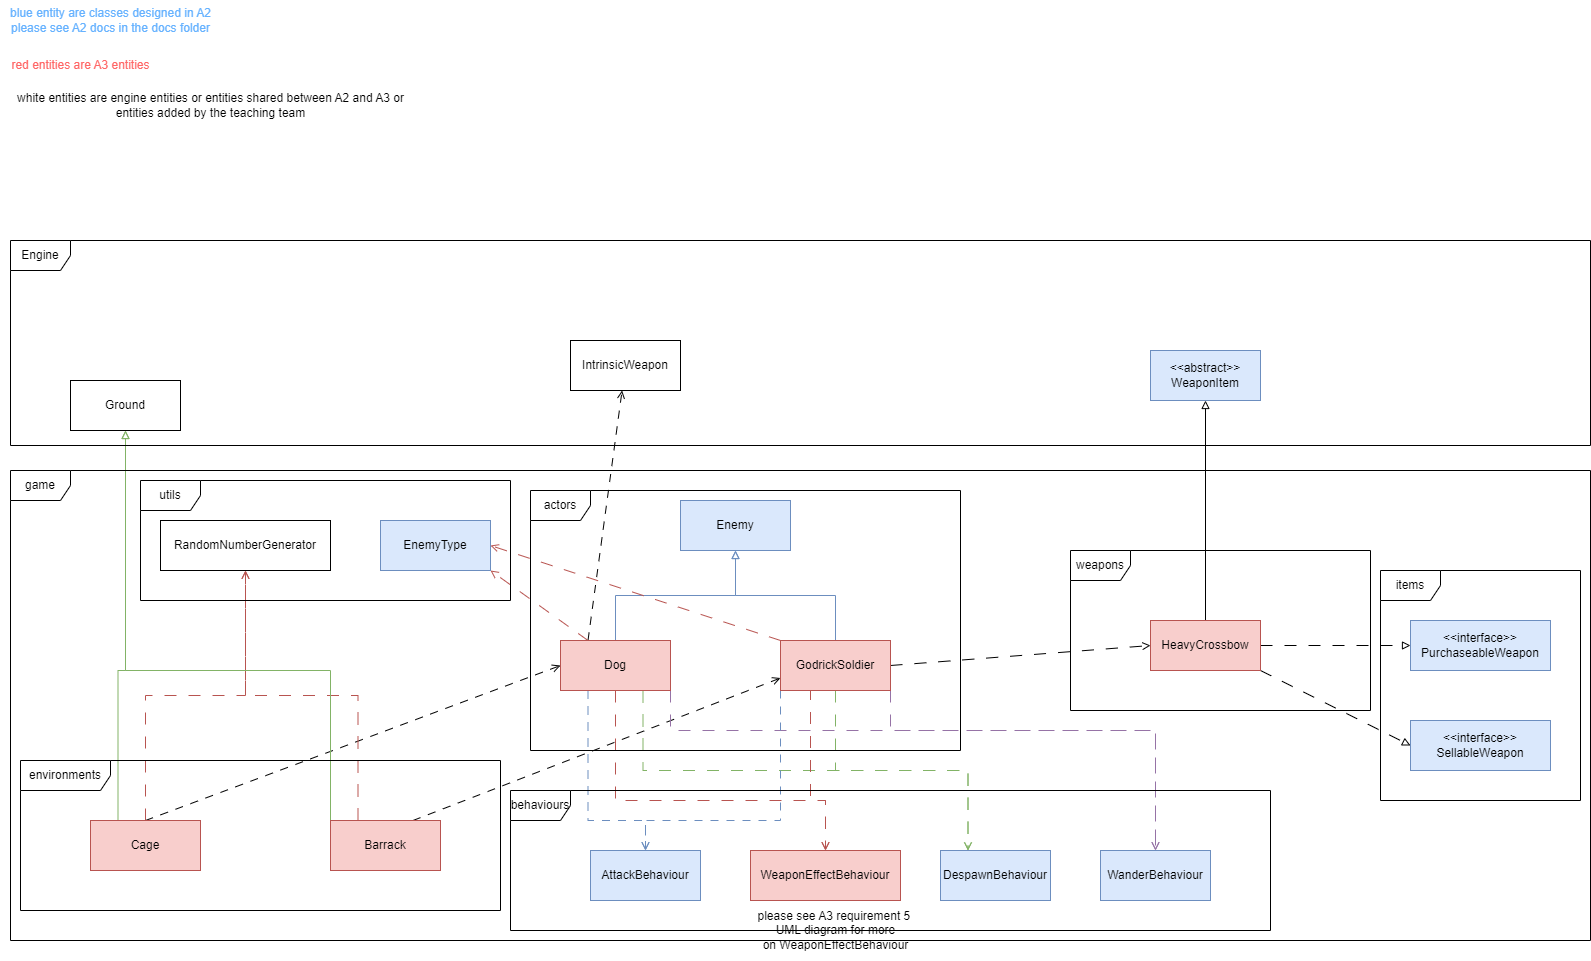 blue entity are classes designed in A2
please see A2 docs in the docs folder
red entities are A3 entities
white entities are engine entities or entities shared between A2 and A3 or
entities added by the teaching team
Engine
IntrinsicWeapon
<<abstract>>
WeaponItem
Ground
game
utils
actors
RandomNumberGenerator
EnemyType
Enemy
weapons
items
Dog
GodrickSoldier
HeavyCrossbow
<<interface>>
PurchaseableWeapon
<<interface>>
SellableWeapon
environments
behaviours
Cage
Barrack
AttackBehaviour
WeaponEffectBehaviour
DespawnBehaviour
WanderBehaviour
please see A3 requirement 5
UML diagram for more
on WeaponEffectBehaviour